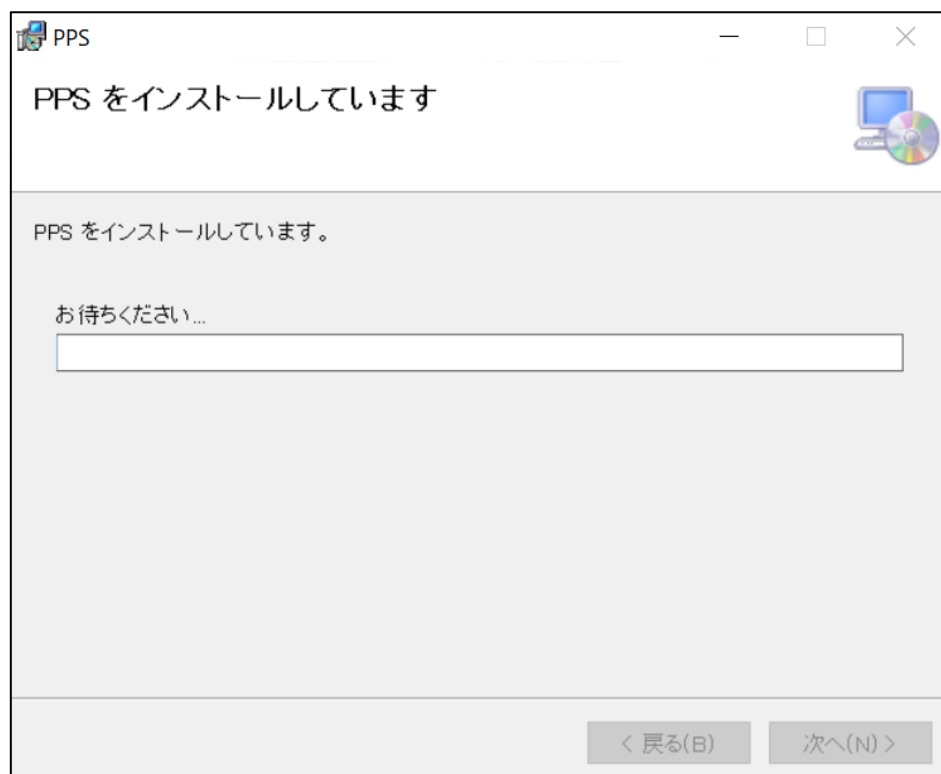 PPS
PPS をインストールしています
PPS をインストールしています。
お待ちください...
< 戻る(B)
次へ(N) >